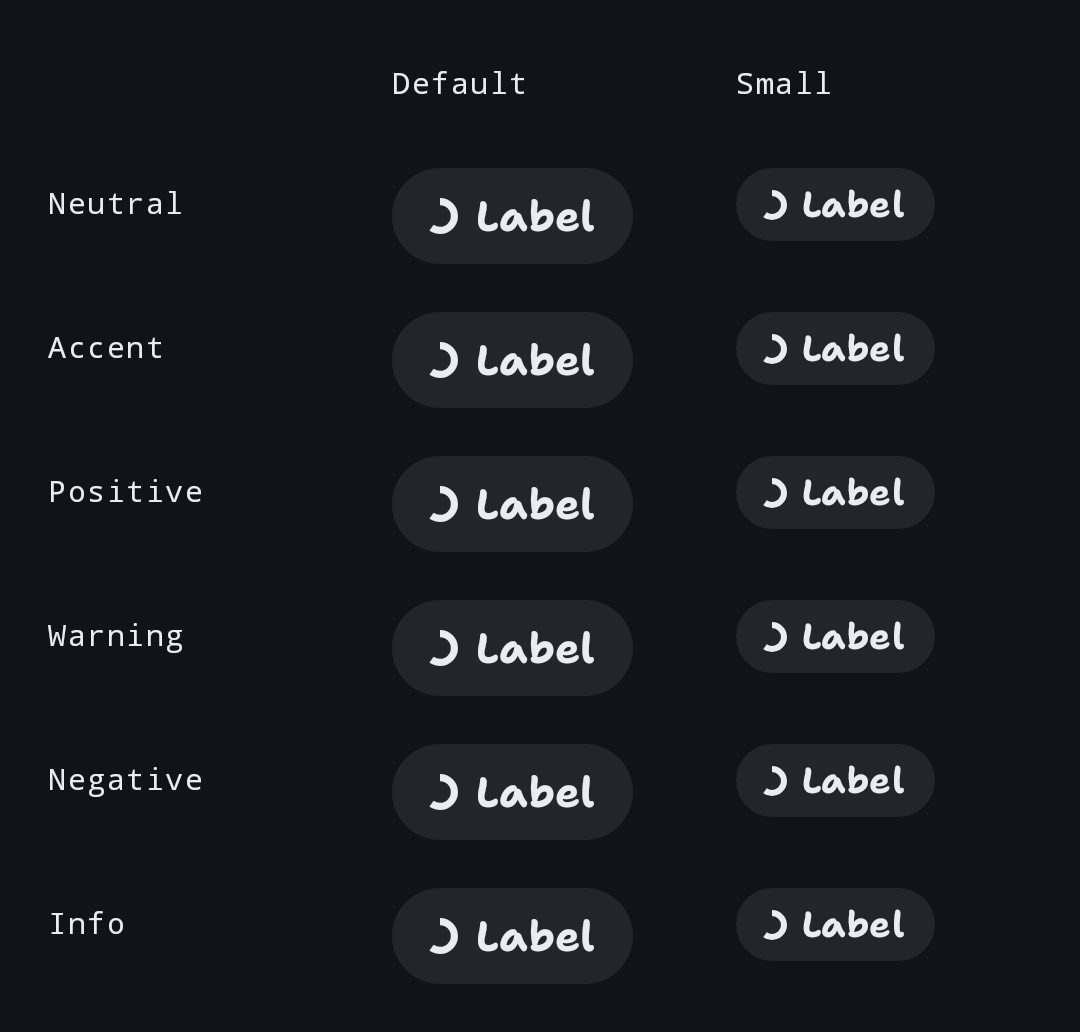 Default Small
Neutral Label Label
Accent Label Label
Positive Label Label
Warning Label Label
Negative Label Label
Info Label Label